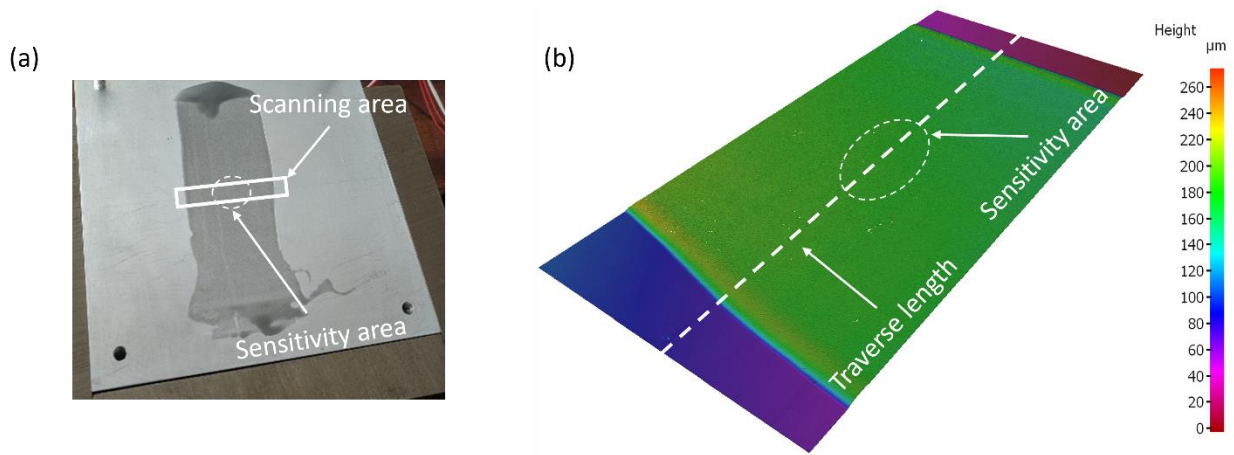 (a)
Scanning area
Sensitivity area
(b)
Sensitivity area
Traverse length
Height
µm
260
240
220
200
180
160
140
120
100
80
60
40
20
0